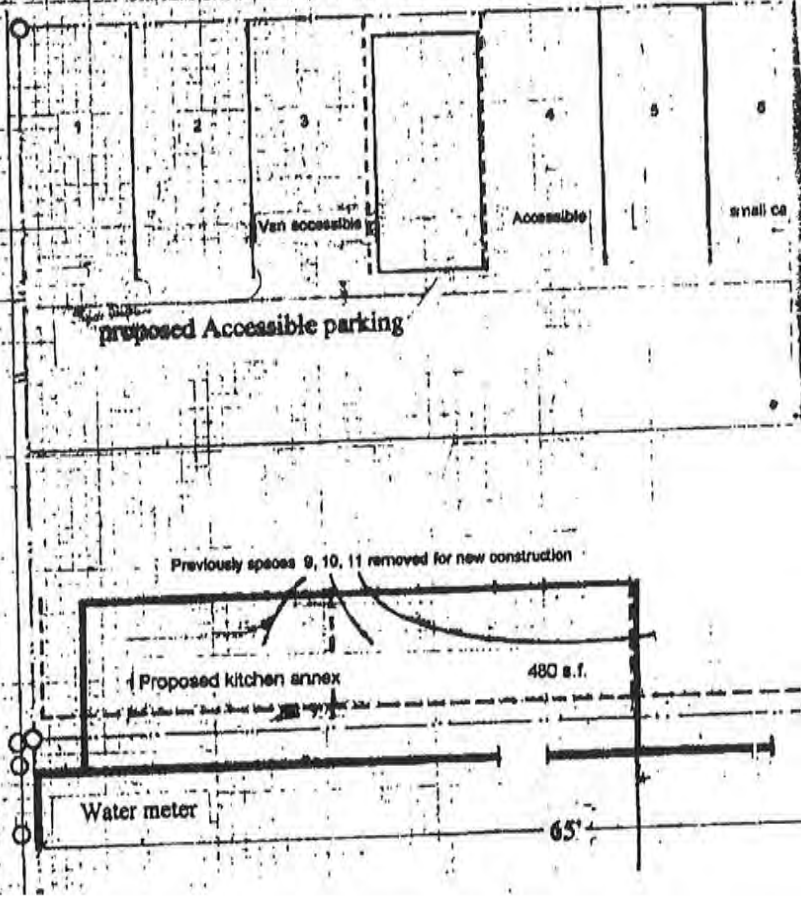 1 2 3 4 5 6
Van accessible Accessible small ca
proposed Accessible parking
Previously spaces 9, 10, 11 removed for new construction
Proposed kitchen annex 480 s.f.
Water meter
65'